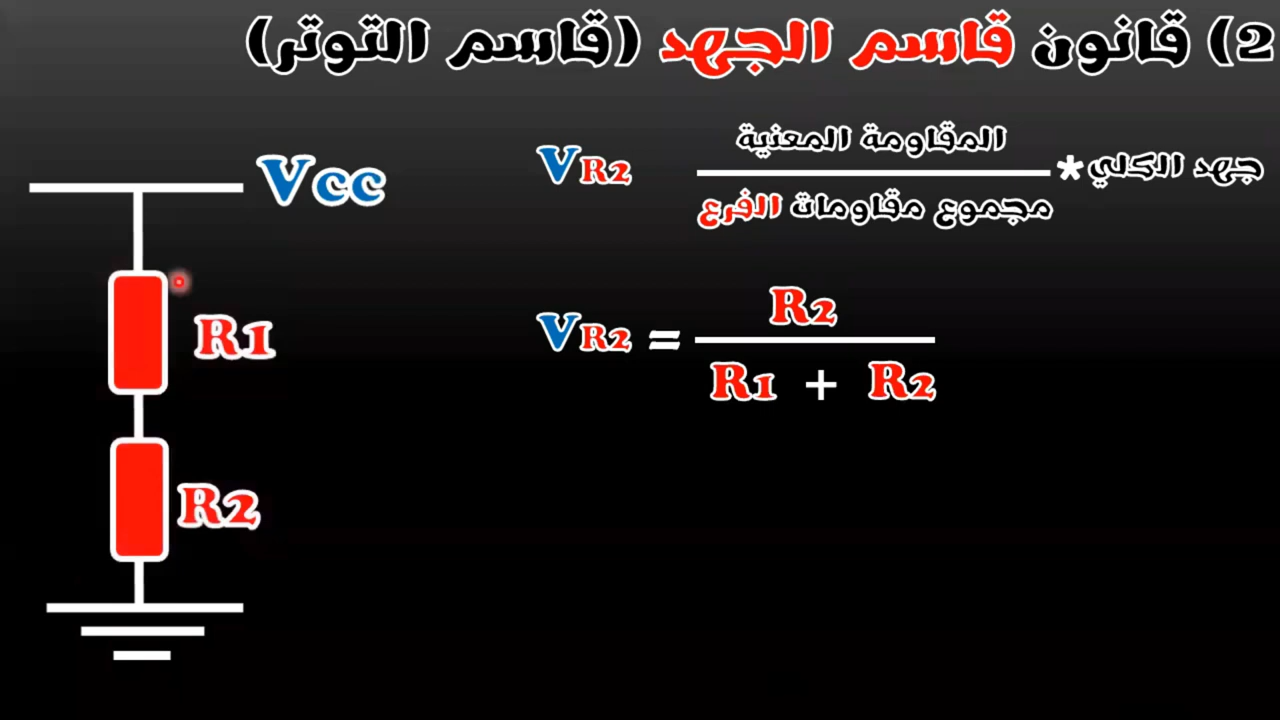 2) قانون قاسم الجهد (قاسم التوتر)
المقاومة المعنية
VR2
جهد الكلي *
مجموع مقاومات الفرع
Vcc
R1
R2
R2
VR2 =
R1 + R2